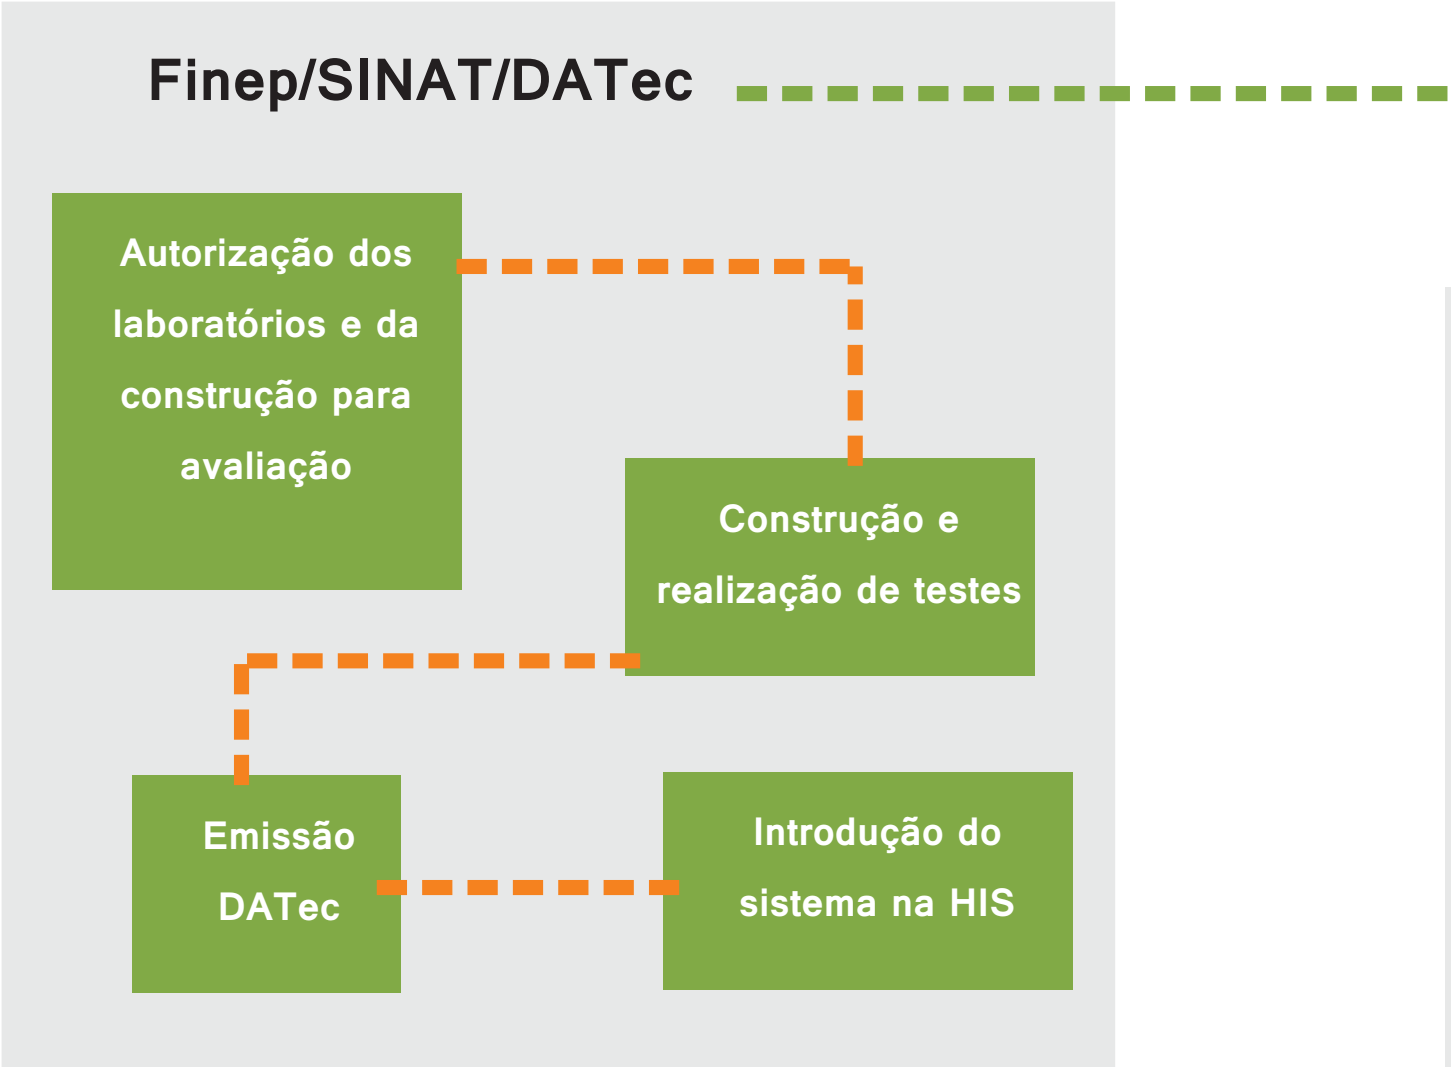 Finep/SINAT/DATec
Autorização dos
laboratórios e da
construção para
avaliação
Construção e
realização de testes
Emissão
DATec
Introdução do
sistema na HIS